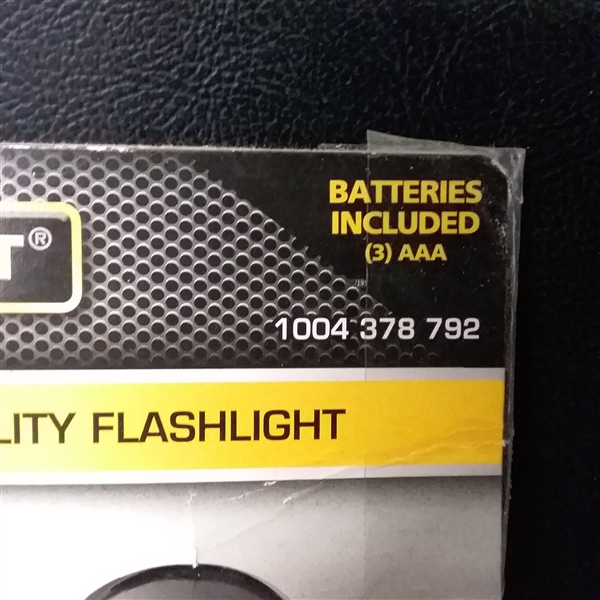 BATTERIES
INCLUDED
(3) AAA
T®
1004 378 792
LITY FLASHLIGHT